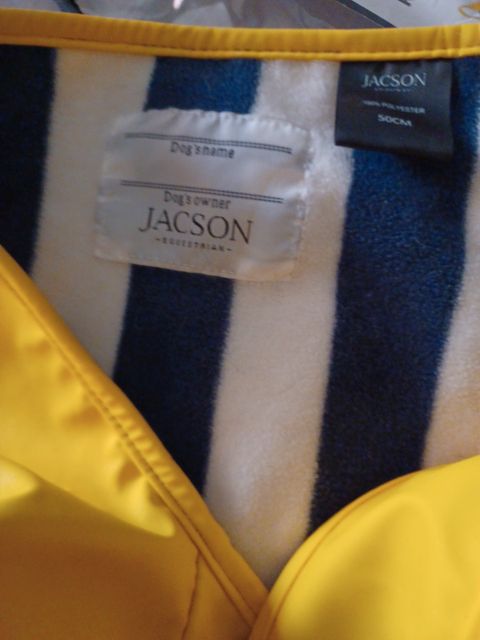 Dog's name
Dog's owner
JACSON
-EQUESTRIAN-
JACSON
100% POLYESTER
50CM